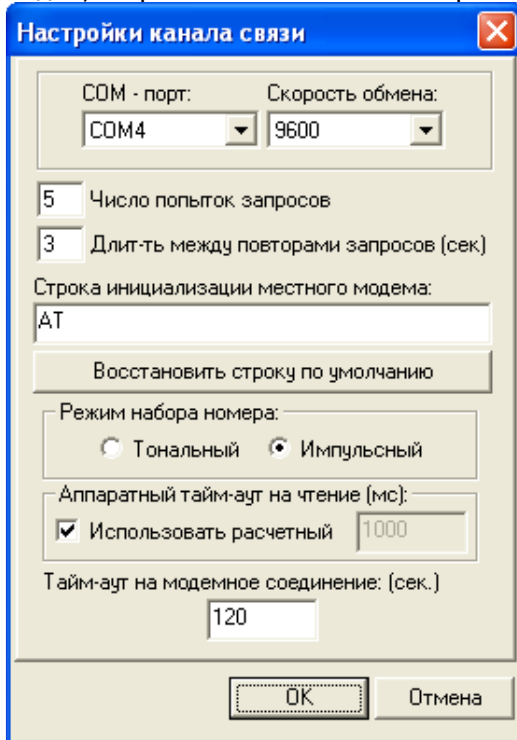 Настройки канала связи
COM - порт: Скорость обмена:
COM4 9600
5 Число попыток запросов
3 Длит-ть между повторами запросов (сек)
Строка инициализации местного модема:
AT
Восстановить строку по умолчанию
Режим набора номера:
Тональный Импульсный
Аппаратный тайм-аут на чтение (мс):
Использовать расчетный 1000
Тайм-аут на модемное соединение: (сек.)
120
OK Отмена